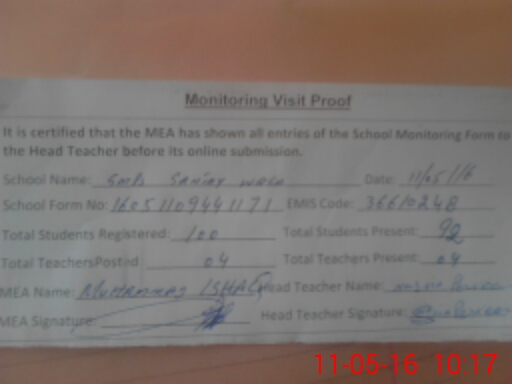 Monitoring Visit Proof
It is certified that the MEA has shown all entries of the School Monitoring Form to
the Head Teacher before its online submission.
School Name: Date: 11/05/16
School Form No: 16051109441171 EMIS Code: 36610248
Total Students Registered: 100 Total Students Present: 92
Total TeachersPosted 04 Total Teachers Present: 04
MEA Name: Muhammad ISHAQ Head Teacher Name:
MEA Signature: Head Teacher Signature:
11-05-16 10:17